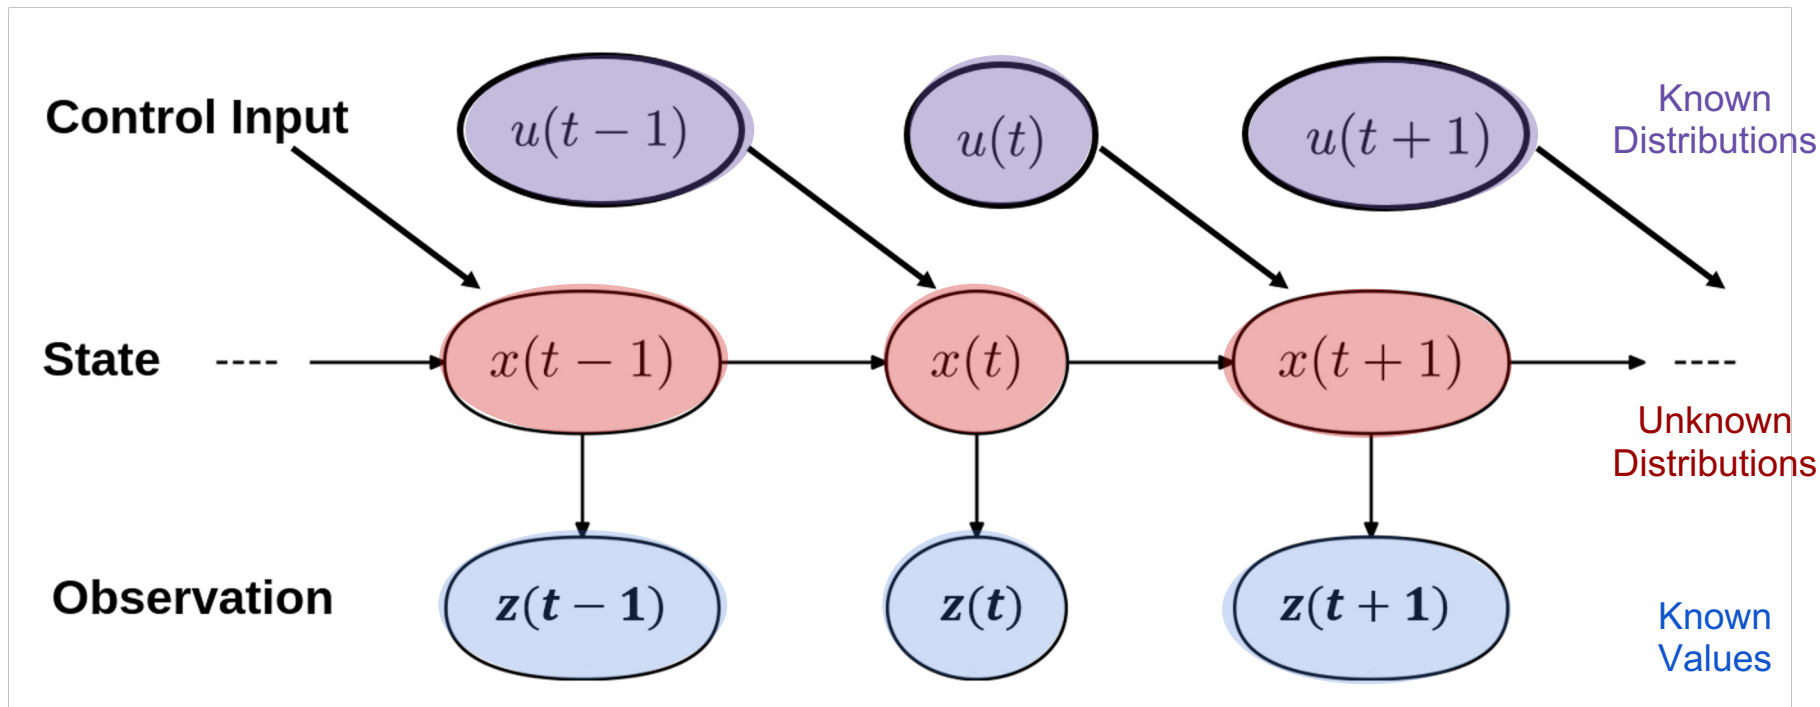 Control Input u(t − 1) u(t) u(t + 1) Known
Distributions
State ---- x(t − 1) x(t) x(t + 1) ----
Unknown
Distributions
Observation z(t − 1) z(t) z(t + 1) Known
Values